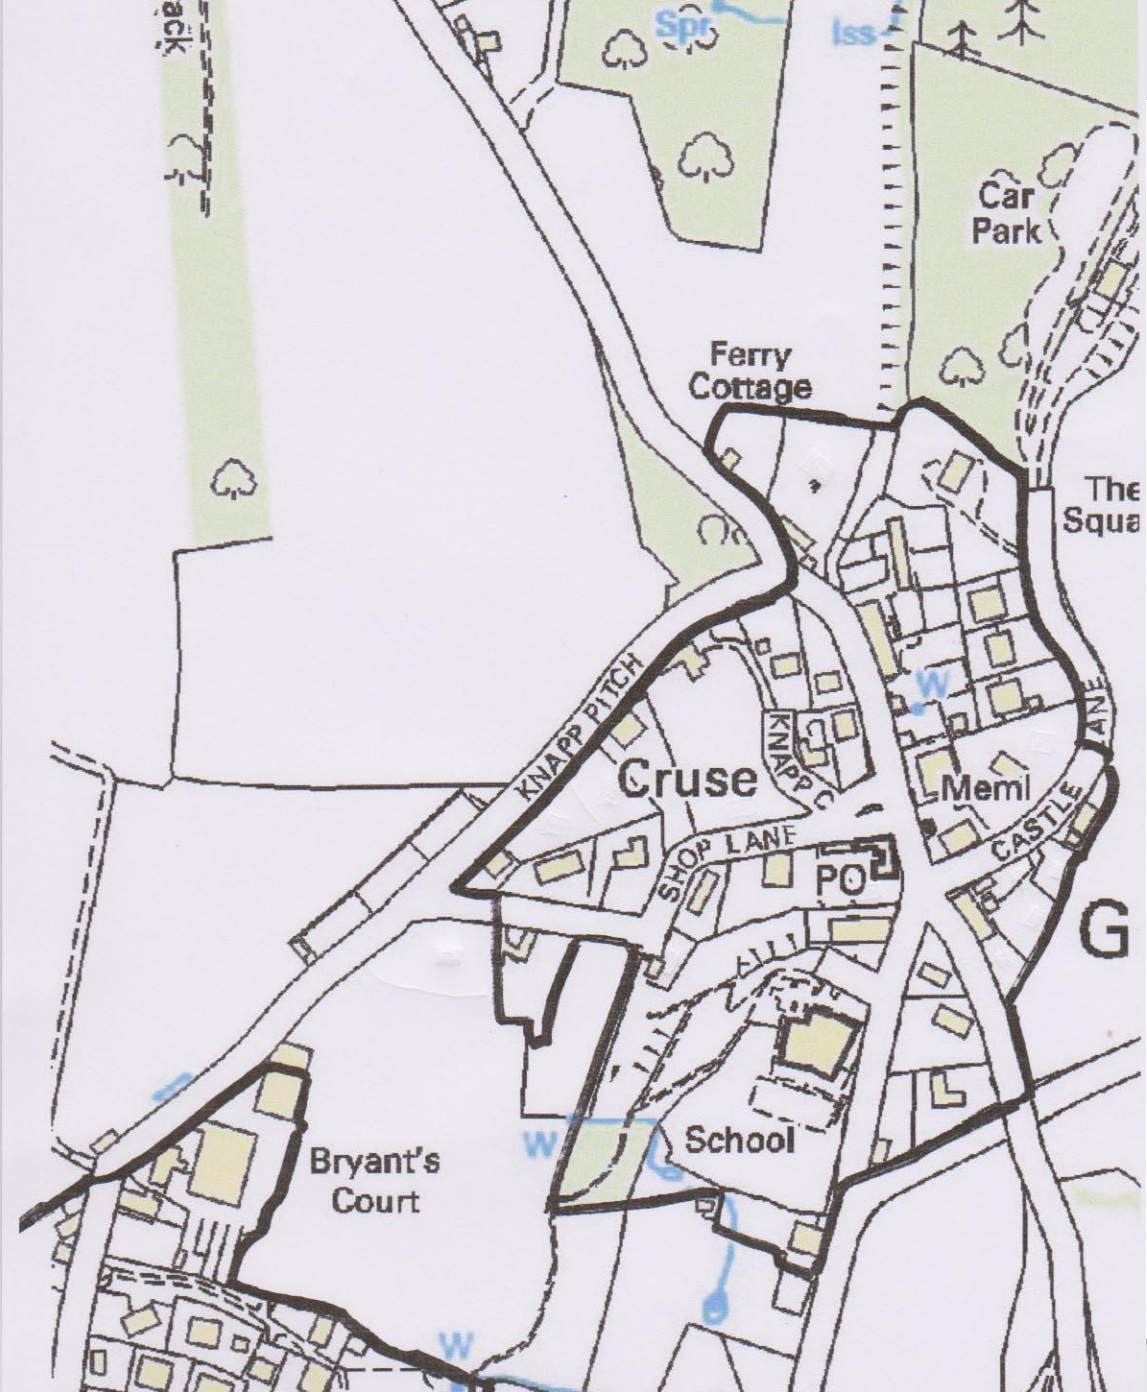 Spr
Iss
Car
Park
Ferry
Cottage
The
KNAPP PITCH
W
LANE
KNAPP
Cruse
Meml
CASTLE
SHOP LANE
PO
G
W
School
Bryant's
Court
W